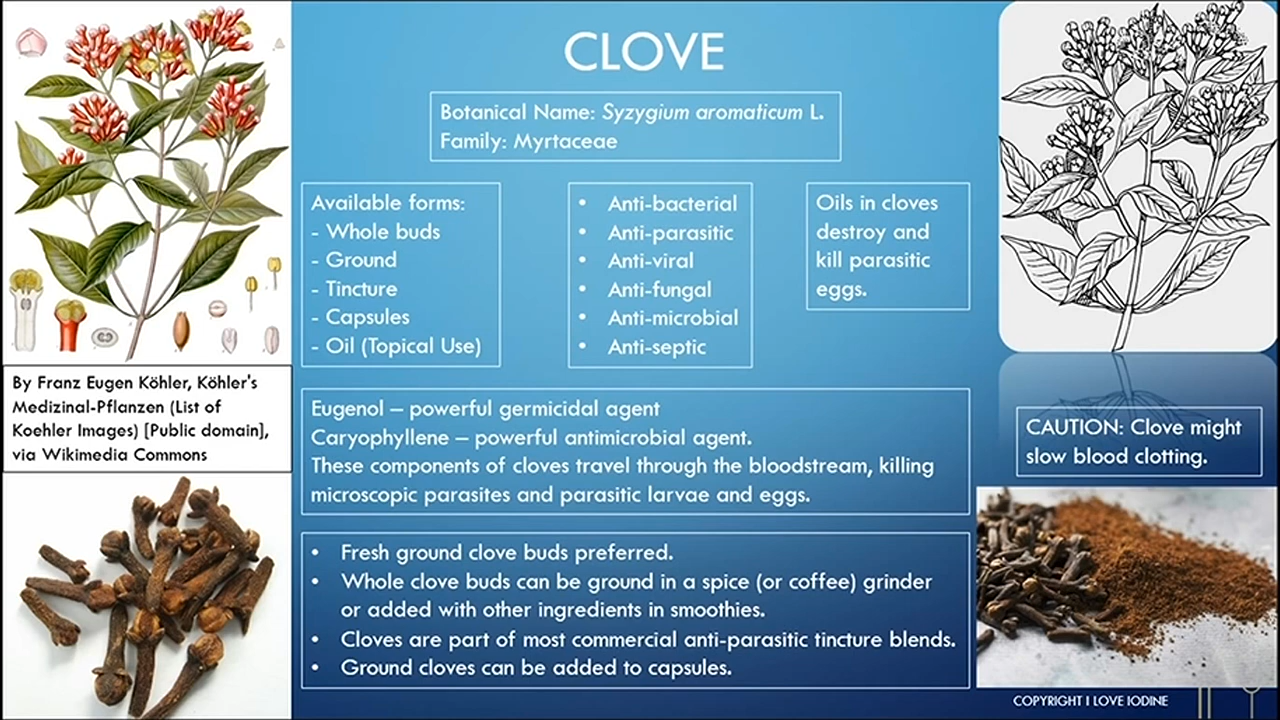 CLOVE
Botanical Name: Syzygium aromaticum L.
Family: Myrtaceae
Available forms:
- Whole buds
- Ground
- Tincture
- Capsules
- Oil (Topical Use)
• Anti-bacterial
• Anti-parasitic
• Anti-viral
• Anti-fungal
• Anti-microbial
• Anti-septic
Oils in cloves
destroy and
kill parasitic
eggs.
By Franz Eugen Köhler, Köhler's
Medizinal-Pflanzen (List of
Koehler Images) [Public domain],
via Wikimedia Commons
Eugenol – powerful germicidal agent
Caryophyllene – powerful antimicrobial agent.
These components of cloves travel through the bloodstream, killing
microscopic parasites and parasitic larvae and eggs.
CAUTION: Clove might
slow blood clotting.
• Fresh ground clove buds preferred.
• Whole clove buds can be ground in a spice (or coffee) grinder
or added with other ingredients in smoothies.
• Cloves are part of most commercial anti-parasitic tincture blends.
• Ground cloves can be added to capsules.
COPYRIGHT I LOVE IODINE